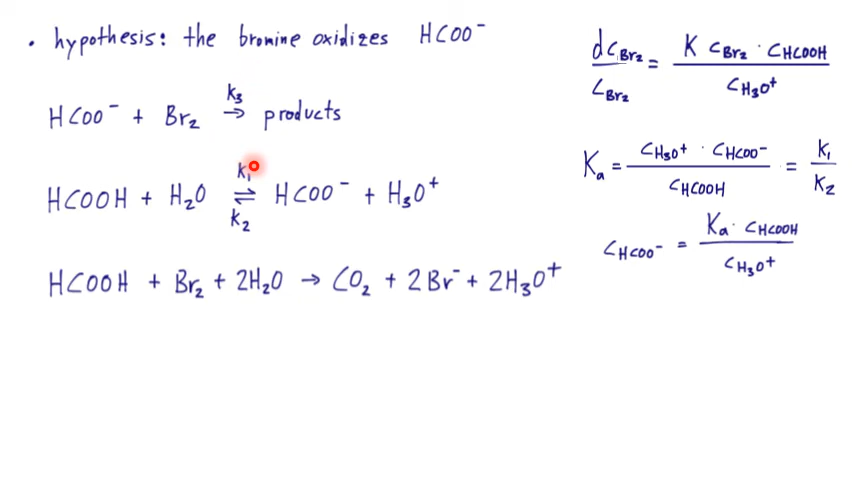 • hypothesis: the bromine oxidizes HCOO⁻
HCOO⁻ + Br₂ →(k₃) products
HCOOH + H₂O ⇌(k₁, k₂) HCOO⁻ + H₃O⁺
HCOOH + Br₂ + 2H₂O → CO₂ + 2Br⁻ + 2H₃O⁺
dc_Br₂ / c_Br₂ = K c_Br₂ · c_HCOOH / c_H₃O⁺
Kₐ = c_H₃O⁺ · c_HCOO⁻ / c_HCOOH = k₁ / k₂
c_HCOO⁻ = Kₐ · c_HCOOH / c_H₃O⁺